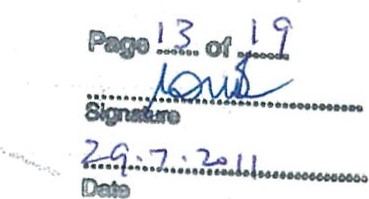 Page 13 of 19
Signature
29.7.2011
Date